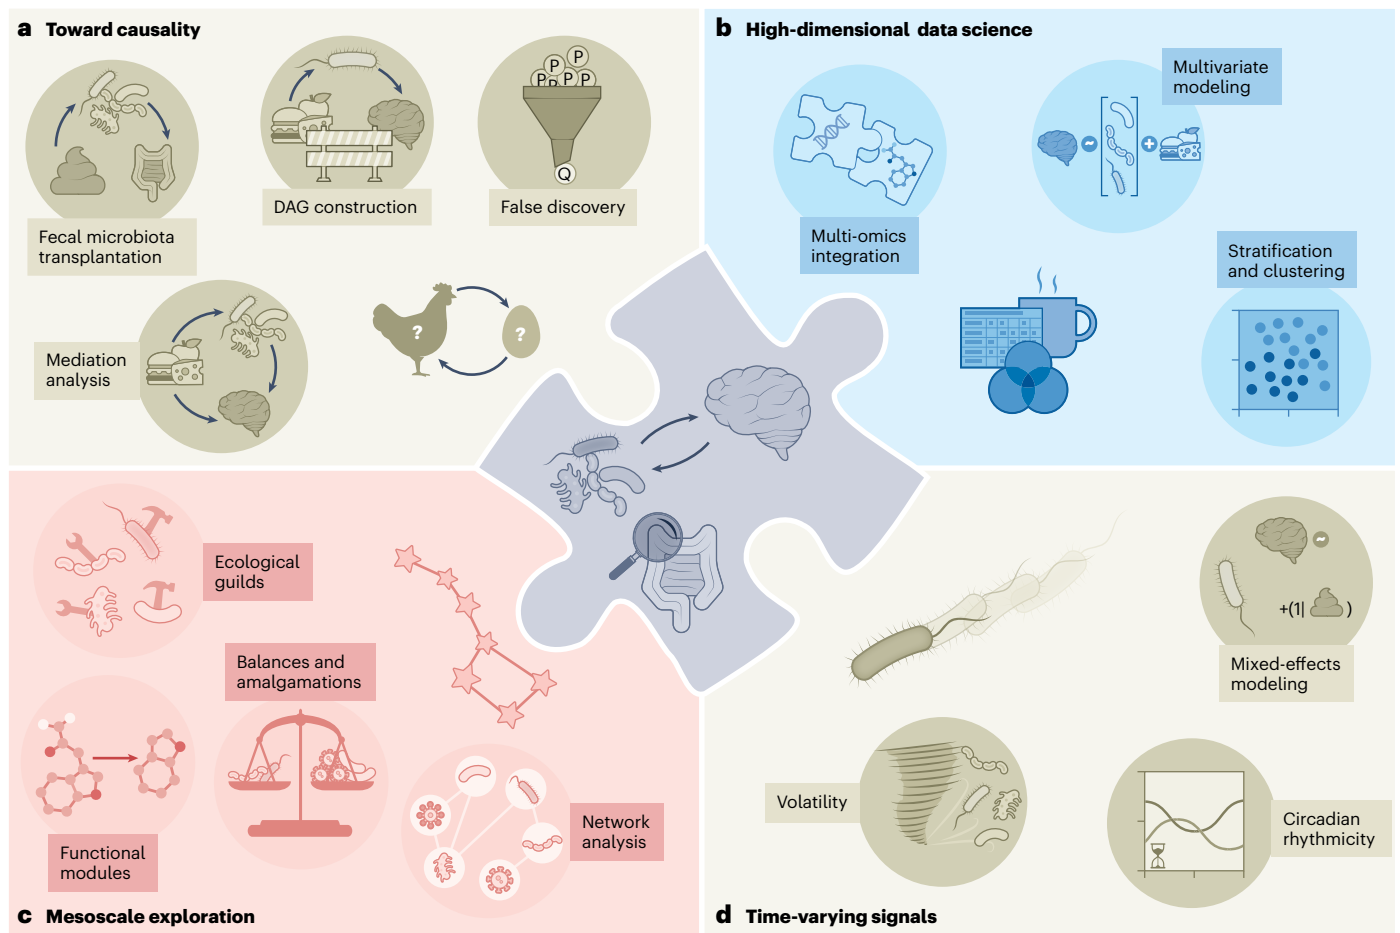 a Toward causality
Fecal microbiota
transplantation
DAG construction
P
P
P
P
P
P
Q
False discovery
Mediation
analysis
?
?
b High-dimensional data science
Multi-omics
integration
Multivariate
modeling
~
+
Stratification
and clustering
Ecological
guilds
Balances and
amalgamations
Functional
modules
Network
analysis
c Mesoscale exploration
~
+(1| )
Mixed-effects
modeling
Volatility
Circadian
rhythmicity
d Time-varying signals